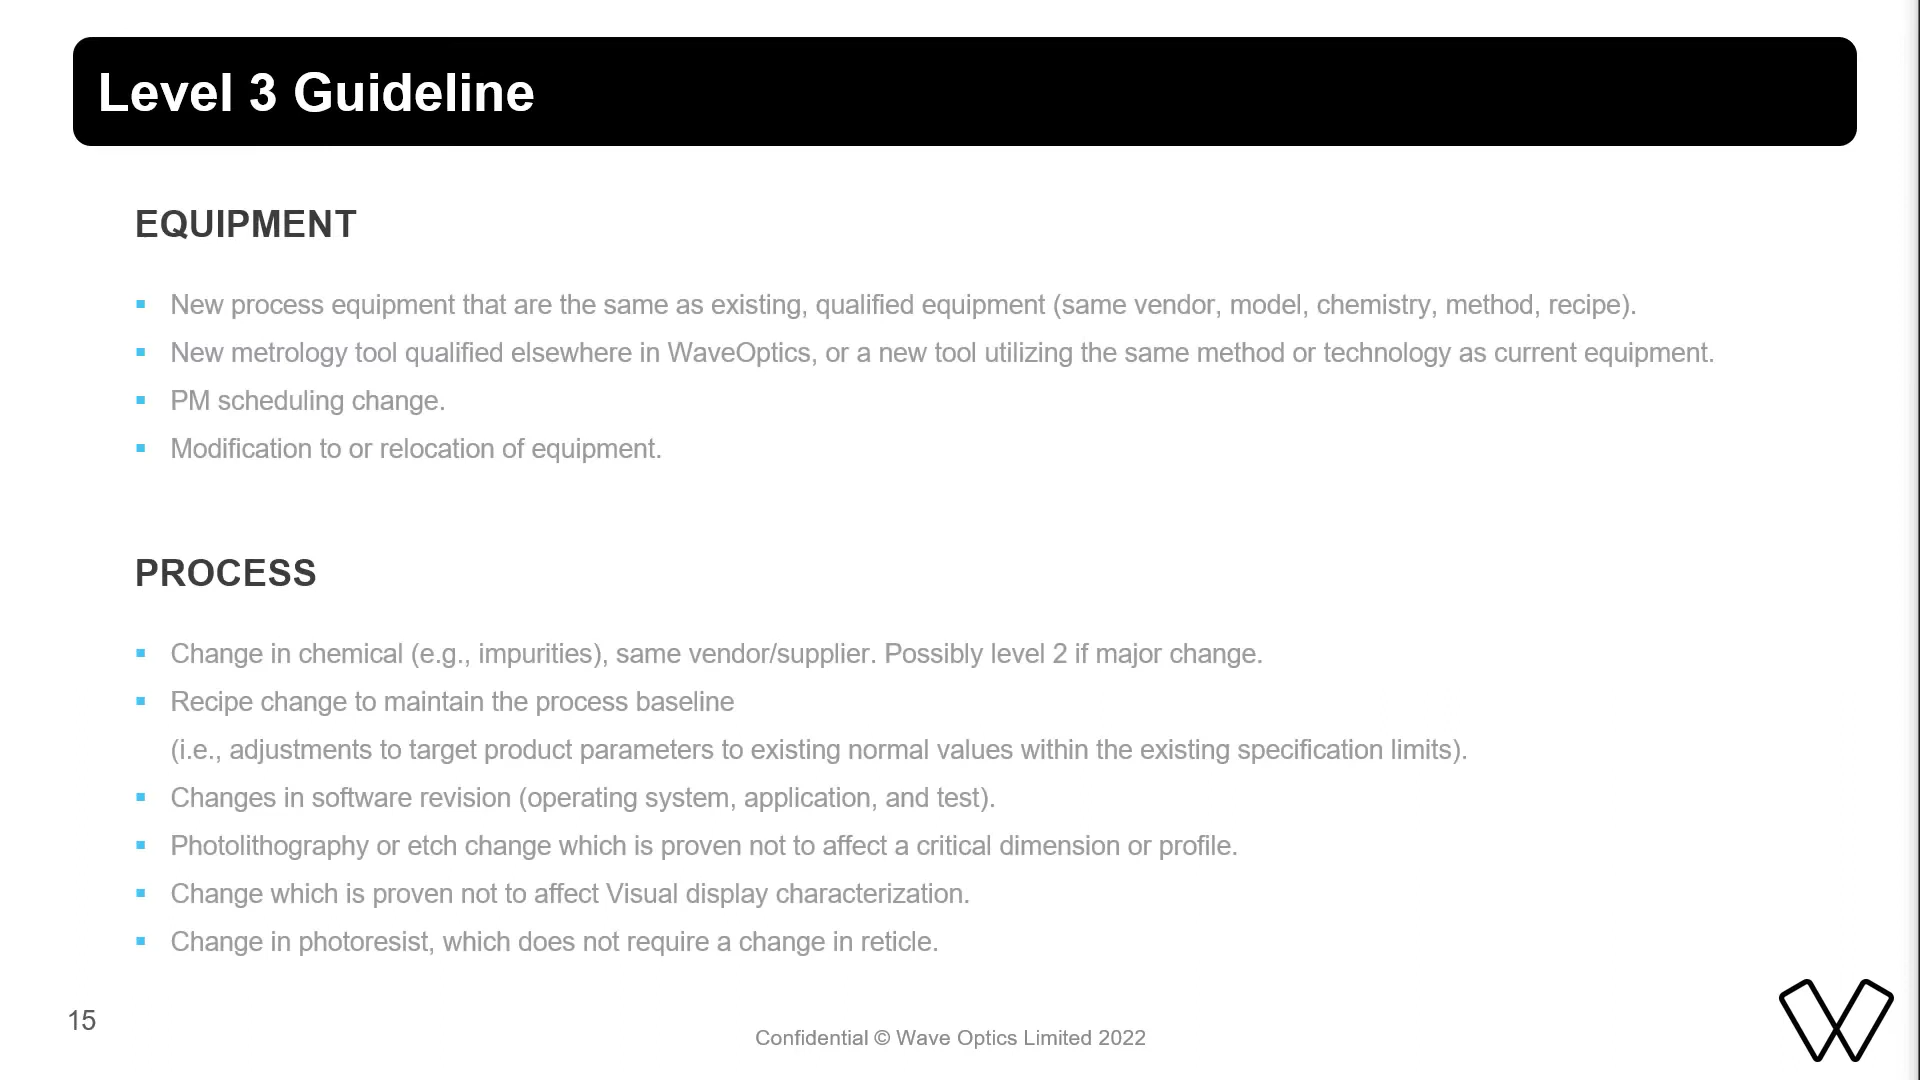 Level 3 Guideline
EQUIPMENT
▪ New process equipment that are the same as existing, qualified equipment (same vendor, model, chemistry, method, recipe).
▪ New metrology tool qualified elsewhere in WaveOptics, or a new tool utilizing the same method or technology as current equipment.
▪ PM scheduling change.
▪ Modification to or relocation of equipment.
PROCESS
▪ Change in chemical (e.g., impurities), same vendor/supplier. Possibly level 2 if major change.
▪ Recipe change to maintain the process baseline
(i.e., adjustments to target product parameters to existing normal values within the existing specification limits).
▪ Changes in software revision (operating system, application, and test).
▪ Photolithography or etch change which is proven not to affect a critical dimension or profile.
▪ Change which is proven not to affect Visual display characterization.
▪ Change in photoresist, which does not require a change in reticle.
15
Confidential © Wave Optics Limited 2022